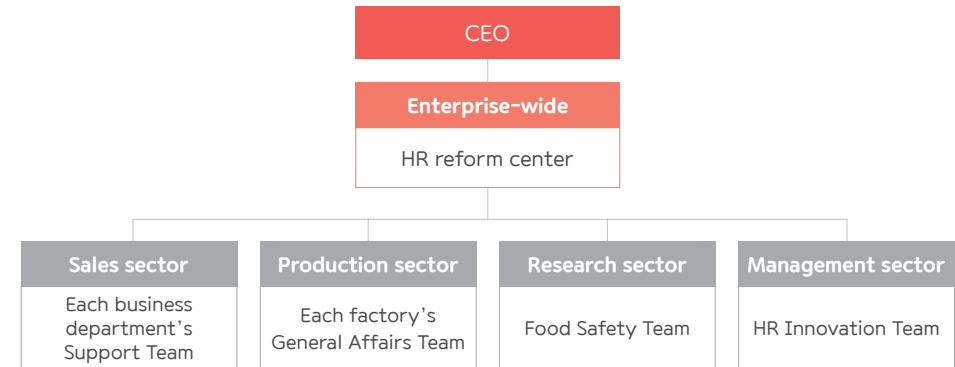 CEO
Enterprise-wide
HR reform center
Sales sector
Each business
department's
Support Team
Production sector
Each factory's
General Affairs Team
Research sector
Food Safety Team
Management sector
HR Innovation Team